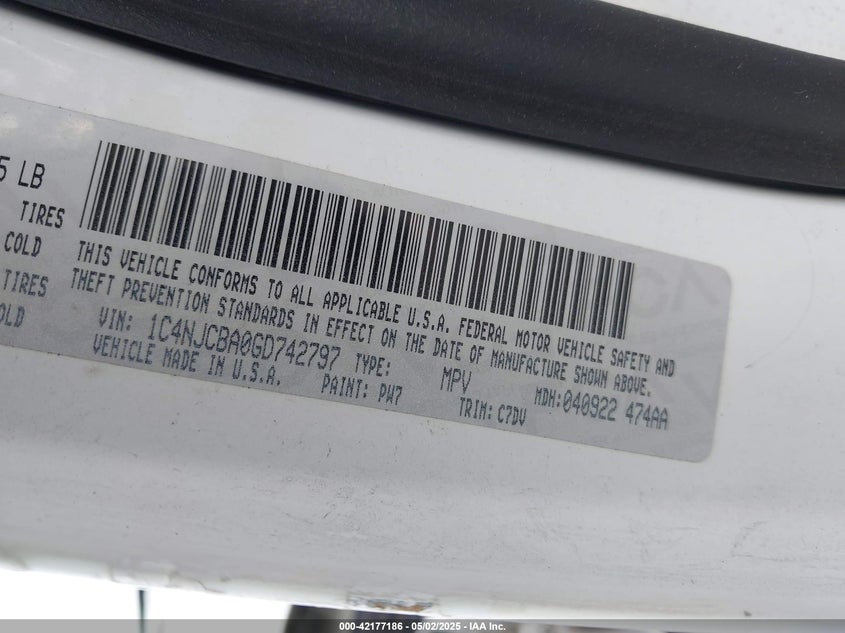 5 LB
TIRES
COLD
TIRES
OLD
THIS VEHICLE CONFORMS TO ALL APPLICABLE U.S.A. FEDERAL MOTOR VEHICLE SAFETY AND
THEFT PREVENTION STANDARDS IN EFFECT ON THE DATE OF MANUFACTURE SHOWN ABOVE.
VIN: 1C4NJCBA0GD742797 TYPE: MPV MDH:040922 474AA
VEHICLE MADE IN U.S.A. PAINT: PW7 TRIM: C7DV
000-42177186 - 05/02/2025 - IAA Inc.